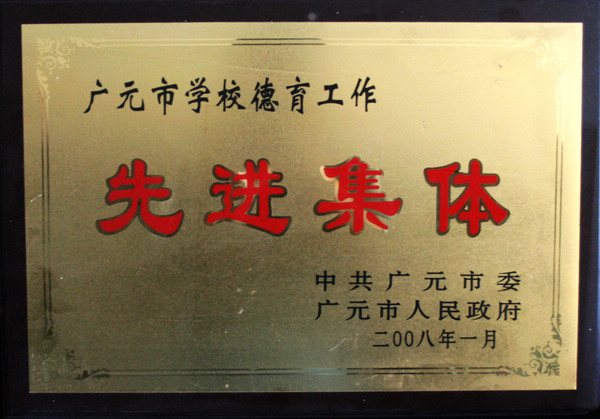 广元市学校德育工作
先进集体
中共广元市委
广元市人民政府
二00八年一月